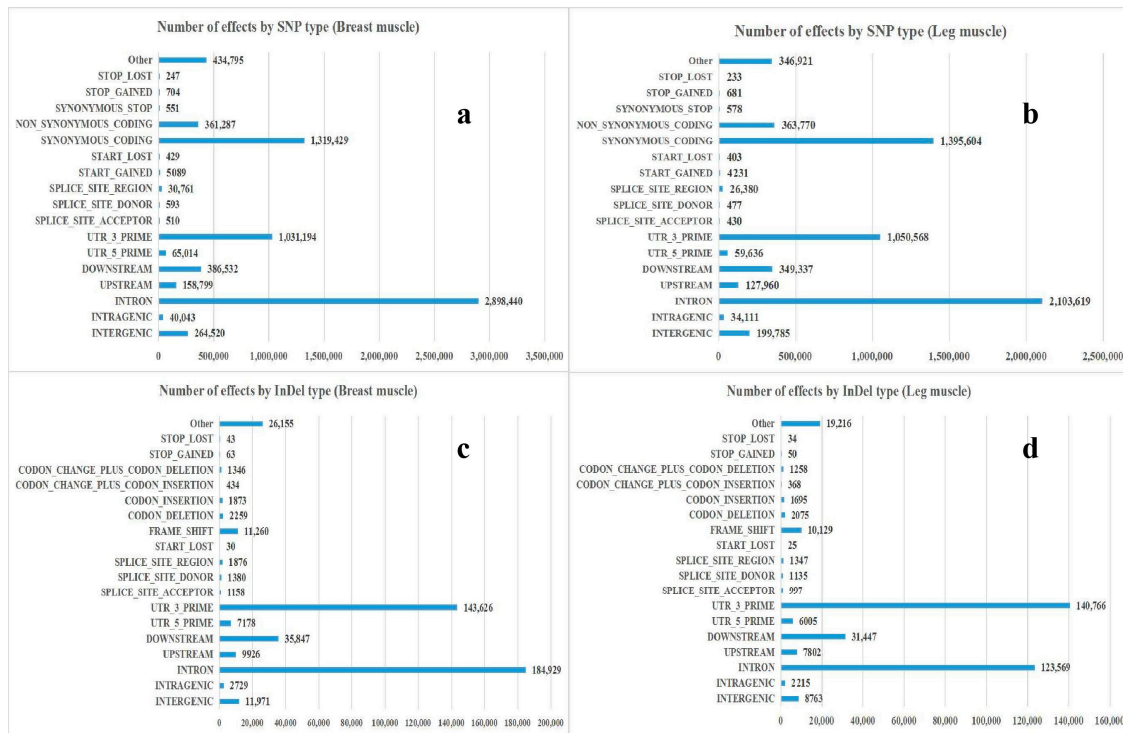 Number of effects by SNP type (Breast muscle)
a
Other 434,795
STOP_LOST 247
STOP_GAINED 704
SYNONYMOUS_STOP 551
NON_SYNONYMOUS_CODING 361,287
SYNONYMOUS_CODING 1,319,429
START_LOST 429
START_GAINED 5089
SPLICE_SITE_REGION 30,761
SPLICE_SITE_DONOR 593
SPLICE_SITE_ACCEPTOR 510
UTR_3_PRIME 1,031,194
UTR_5_PRIME 65,014
DOWNSTREAM 386,532
UPSTREAM 158,799
INTRON 2,898,440
INTRAGENIC 40,043
INTERGENIC 264,520
0 500,000 1,000,000 1,500,000 2,000,000 2,500,000 3,000,000 3,500,000
Number of effects by SNP type (Leg muscle)
b
Other 346,921
STOP_LOST 233
STOP_GAINED 681
SYNONYMOUS_STOP 578
NON_SYNONYMOUS_CODING 363,770
SYNONYMOUS_CODING 1,395,604
START_LOST 403
START_GAINED 4231
SPLICE_SITE_REGION 26,380
SPLICE_SITE_DONOR 477
SPLICE_SITE_ACCEPTOR 430
UTR_3_PRIME 1,050,568
UTR_5_PRIME 59,636
DOWNSTREAM 349,337
UPSTREAM 127,960
INTRON 2,103,619
INTRAGENIC 34,111
INTERGENIC 199,785
0 500,000 1,000,000 1,500,000 2,000,000 2,500,000
Number of effects by InDel type (Breast muscle)
c
Other 26,155
STOP_LOST 43
STOP_GAINED 63
CODON_CHANGE_PLUS_CODON_DELETION 1346
CODON_CHANGE_PLUS_CODON_INSERTION 434
CODON_INSERTION 1873
CODON_DELETION 2259
FRAME_SHIFT 11,260
START_LOST 30
SPLICE_SITE_REGION 1876
SPLICE_SITE_DONOR 1380
SPLICE_SITE_ACCEPTOR 1158
UTR_3_PRIME 143,626
UTR_5_PRIME 7178
DOWNSTREAM 35,847
UPSTREAM 9926
INTRON 184,929
INTRAGENIC 2729
INTERGENIC 11,971
0 20,000 40,000 60,000 80,000 100,000 120,000 140,000 160,000 180,000 200,000
Number of effects by InDel type (Leg muscle)
d
Other 19,216
STOP_LOST 34
STOP_GAINED 50
CODON_CHANGE_PLUS_CODON_DELETION 1258
CODON_CHANGE_PLUS_CODON_INSERTION 368
CODON_INSERTION 1695
CODON_DELETION 2075
FRAME_SHIFT 10,129
START_LOST 25
SPLICE_SITE_REGION 1347
SPLICE_SITE_DONOR 1135
SPLICE_SITE_ACCEPTOR 997
UTR_3_PRIME 140,766
UTR_5_PRIME 6005
DOWNSTREAM 31,447
UPSTREAM 7802
INTRON 123,569
INTRAGENIC 2215
INTERGENIC 8763
0 20,000 40,000 60,000 80,000 100,000 120,000 140,000 160,000